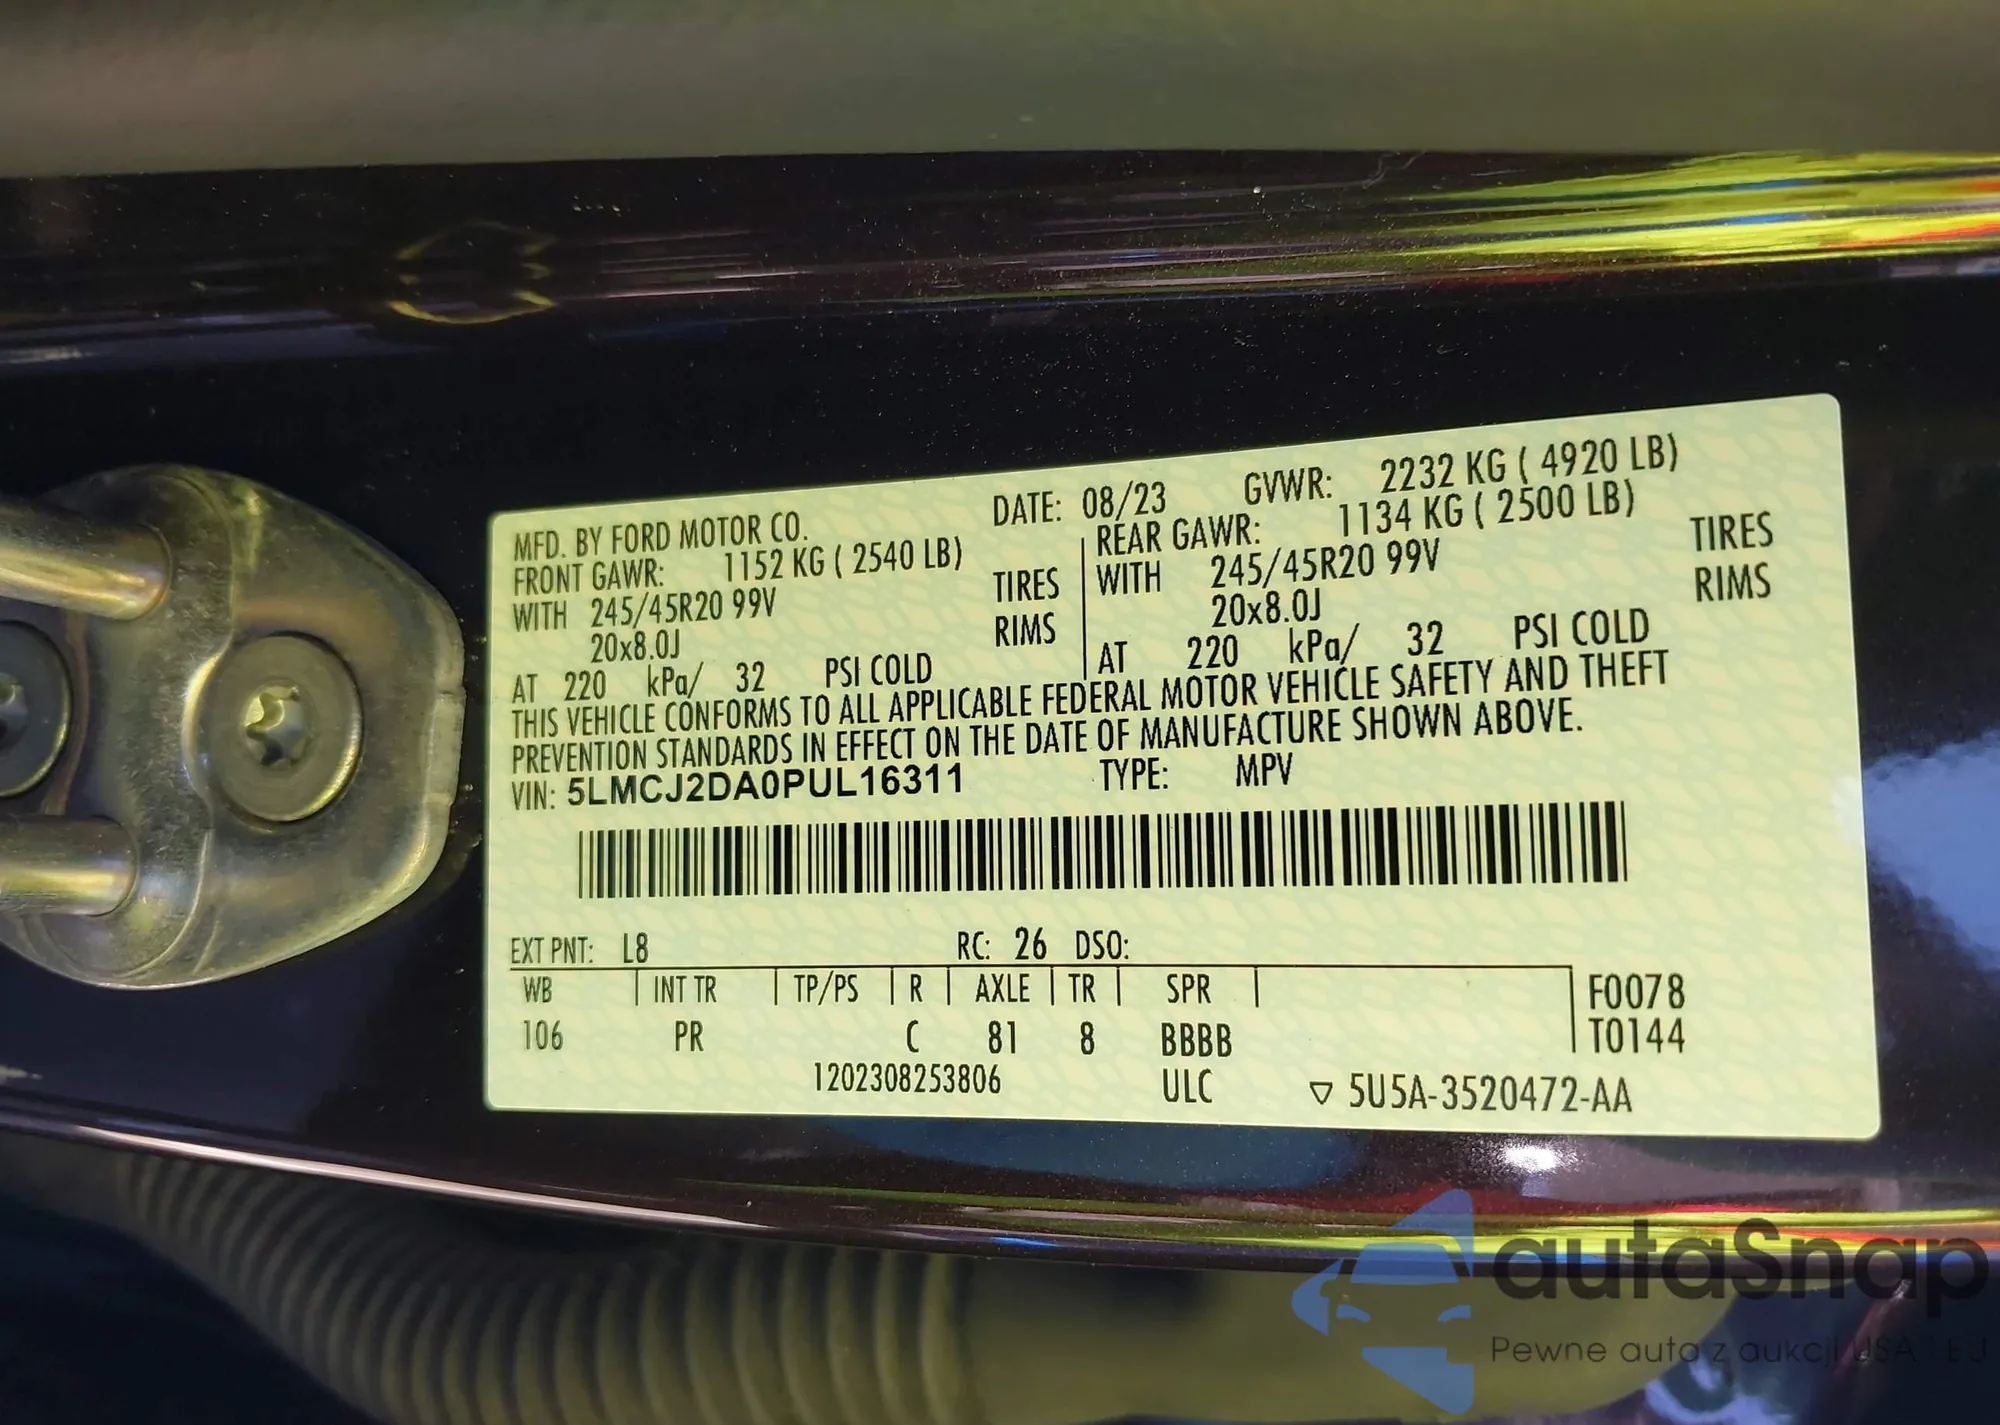 MFD. BY FORD MOTOR CO. DATE: 08/23 GVWR: 2232 KG ( 4920 LB)
FRONT GAWR: 1152 KG ( 2540 LB) REAR GAWR: 1134 KG ( 2500 LB)
WITH 245/45R20 99V TIRES WITH 245/45R20 99V TIRES
20x8.0J RIMS 20x8.0J RIMS
AT 220 kPa/ 32 PSI COLD AT 220 kPa/ 32 PSI COLD
THIS VEHICLE CONFORMS TO ALL APPLICABLE FEDERAL MOTOR VEHICLE SAFETY AND THEFT
PREVENTION STANDARDS IN EFFECT ON THE DATE OF MANUFACTURE SHOWN ABOVE.
VIN: 5LMCJ2DA0PUL16311 TYPE: MPV
EXT PNT: L8 RC: 26 DSO:
WB INT TR TP/PS R AXLE TR SPR F0078
106 PR C 81 8 BBBB T0144
1202308253806 ULC ▽ 5U5A-3520472-AA
autaSnap
Pewne auta z aukcji USA i EU